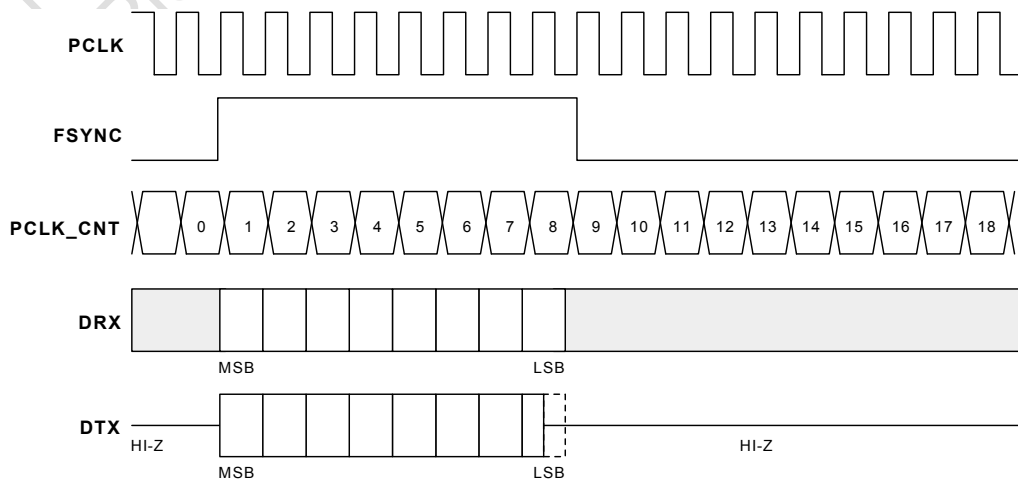 PCLK
FSYNC
PCLK_CNT 0 1 2 3 4 5 6 7 8 9 10 11 12 13 14 15 16 17 18
DRX
MSB LSB
DTX
HI-Z HI-Z
MSB LSB